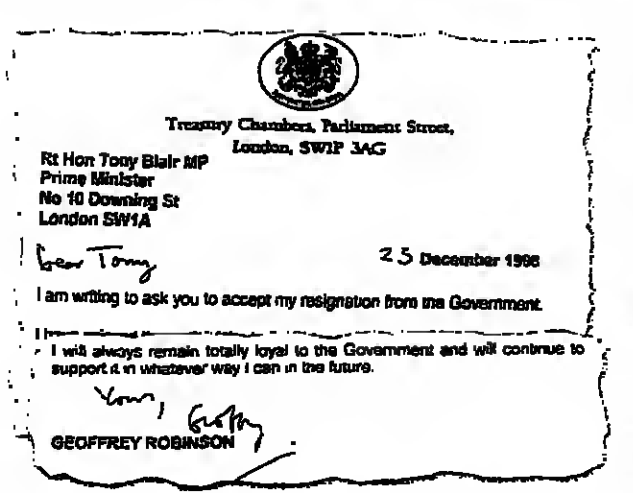 Treasury Chambers, Parliament Street,
London, SW1P 3AG
Rt Hon Tony Blair MP
Prime Minister
No 10 Downing St
London SW1A
Dear Tony
23 December 1998
I am writing to ask you to accept my resignation from the Government.
I will always remain totally loyal to the Government and will continue to
support it in whatever way I can in the future.
Yours,
Geoffrey
GEOFFREY ROBINSON